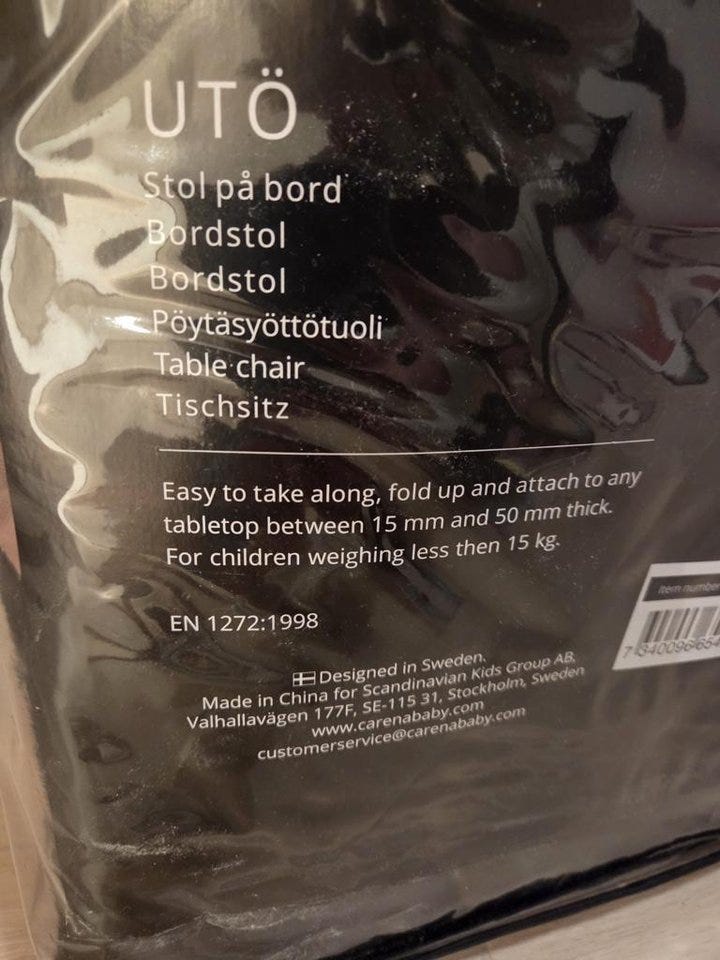 UTÖ
Stol på bord
Bordstol
Bordstol
Pöytäsyöttötuoli
Table chair
Tischsitz
Easy to take along, fold up and attach to any
tabletop between 15 mm and 50 mm thick.
For children weighing less then 15 kg.
EN 1272:1998
Designed in Sweden.
Made in China for Scandinavian Kids Group AB,
Valhallavägen 177F, SE-115 31, Stockholm, Sweden
www.carenababy.com
customerservice@carenababy.com
Item number